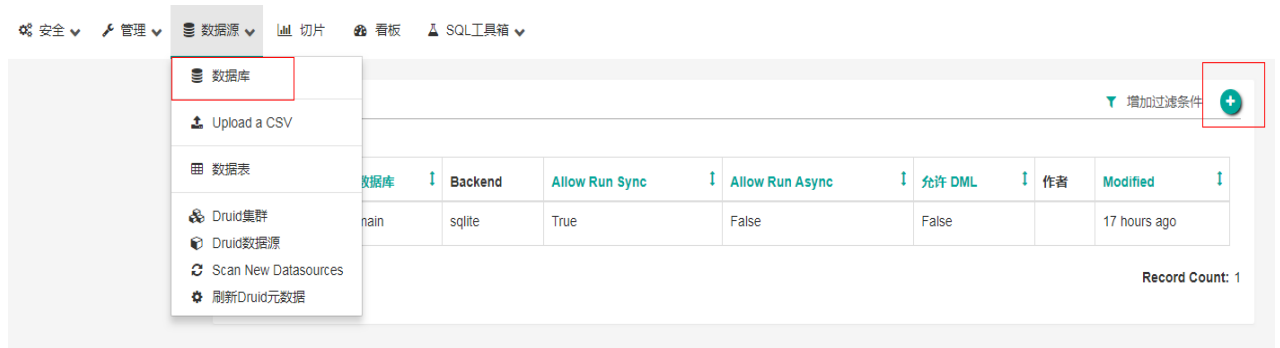 安全 管理 数据源 切片 看板 SQL工具箱
数据库
增加过滤条件
Upload a CSV
数据表
数据库 Backend Allow Run Sync Allow Run Async 允许 DML 作者 Modified
main sqlite True False False 17 hours ago
Druid集群
Druid数据源
Scan New Datasources
刷新Druid元数据
Record Count: 1